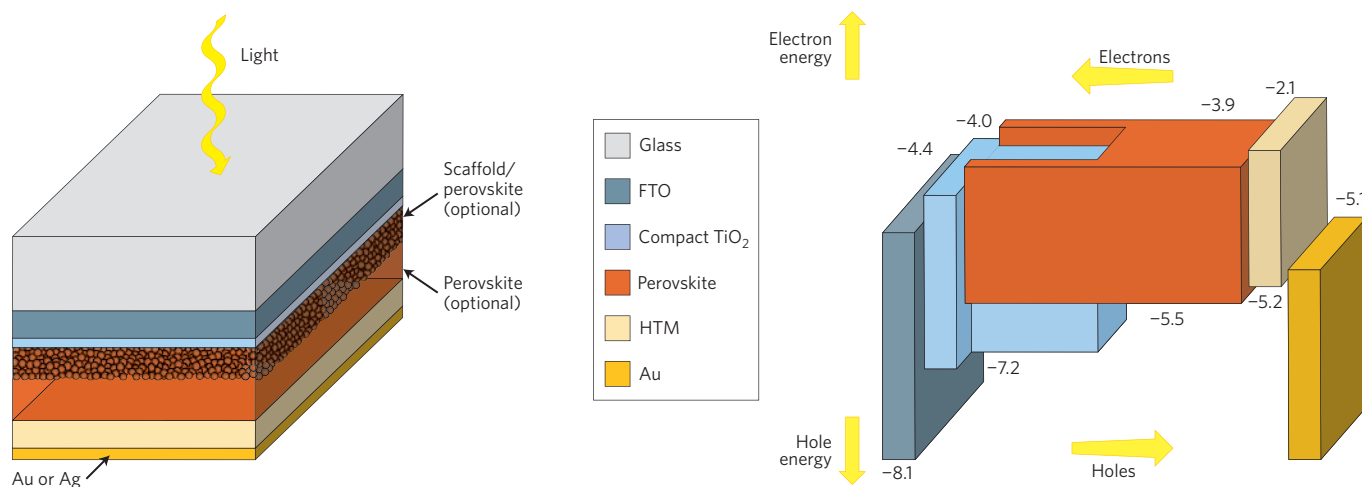 Light
Scaffold/
perovskite
(optional)
Perovskite
(optional)
Au or Ag
Glass
FTO
Compact TiO₂
Perovskite
HTM
Au
Electron
energy
Electrons
−2.1
−3.9
−4.0
−4.4
−5.1
−5.2
−5.5
−7.2
Hole
energy
Holes
−8.1